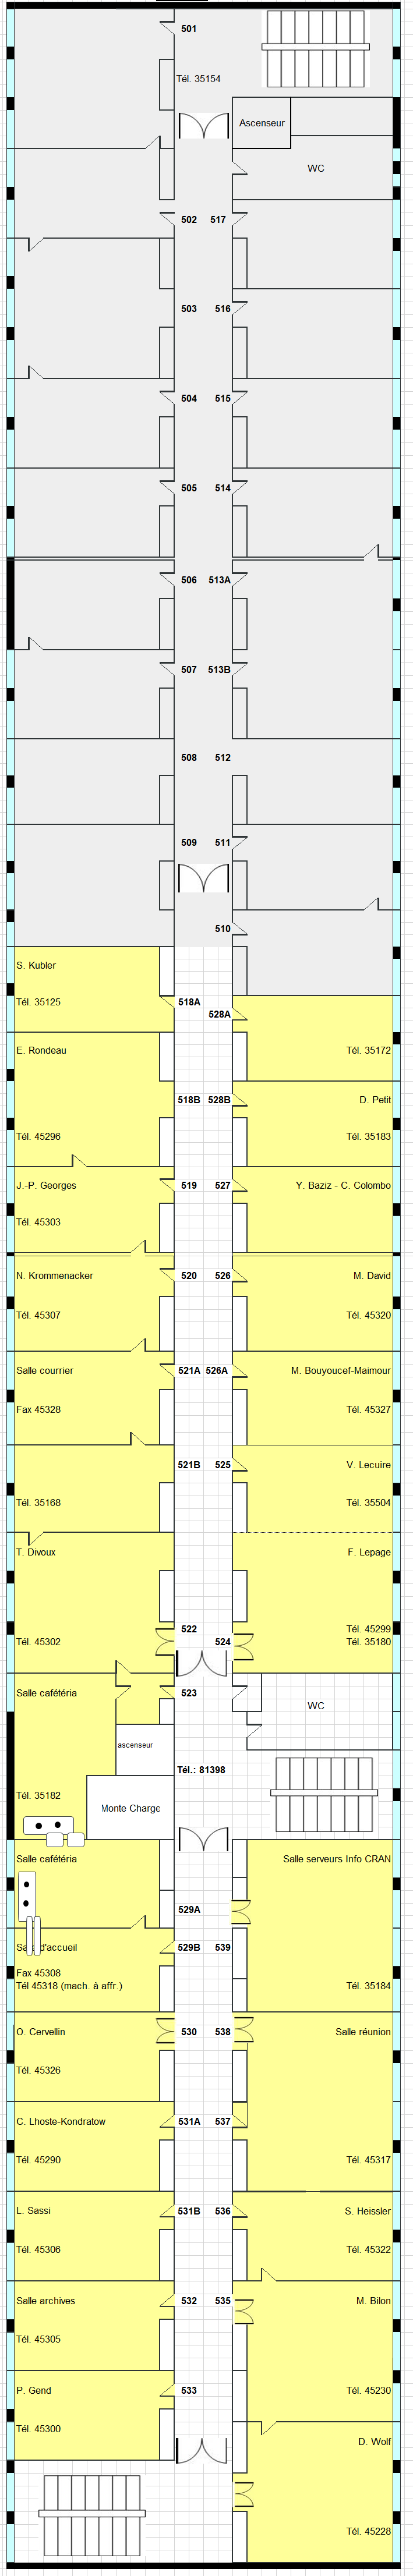 501
Tél. 35154
Ascenseur
WC
502 517
503 516
504 515
505 514
506 513A
507 513B
508 512
509 511
510
S. Kubler
Tél. 35125
518A
528A
E. Rondeau
Tél. 35172
518B 528B
D. Petit
Tél. 45296
Tél. 35183
J.-P. Georges
519 527
Y. Baziz - C. Colombo
Tél. 45303
N. Krommenacker
520 526
M. David
Tél. 45307
Tél. 45320
Salle courrier
521A 526A
M. Bouyoucef-Maimour
Fax 45328
Tél. 45327
521B 525
V. Lecuire
Tél. 35168
Tél. 35504
T. Divoux
F. Lepage
522
Tél. 45299
Tél. 45302
524
Tél. 35180
Salle cafétéria
523
WC
ascenseur
Tél.: 81398
Tél. 35182
Monte Charge
Salle cafétéria
Salle serveurs Info CRAN
529A
d'accueil
529B 539
Fax 45308
Tél 45318 (mach. à affr.)
Tél. 35184
O. Cervellin
530 538
Salle réunion
Tél. 45326
C. Lhoste-Kondratow
531A 537
Tél. 45290
Tél. 45317
L. Sassi
531B 536
S. Heissler
Tél. 45306
Tél. 45322
Salle archives
532 535
M. Bilon
Tél. 45305
P. Gend
533
Tél. 45230
Tél. 45300
D. Wolf
Tél. 45228